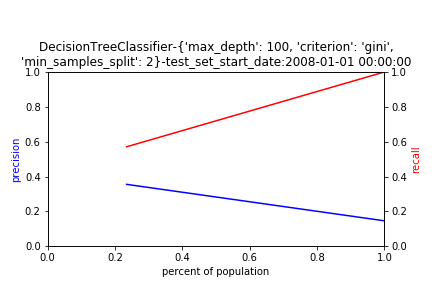 DecisionTreeClassifier-{'max_depth': 100, 'criterion': 'gini',
'min_samples_split': 2}-test_set_start_date:2008-01-01 00:00:00
1.0
0.8
0.6
0.4
0.2
0.0
precision
1.0
0.8
0.6
0.4
0.2
0.0
recall
0.0 0.2 0.4 0.6 0.8 1.0
percent of population